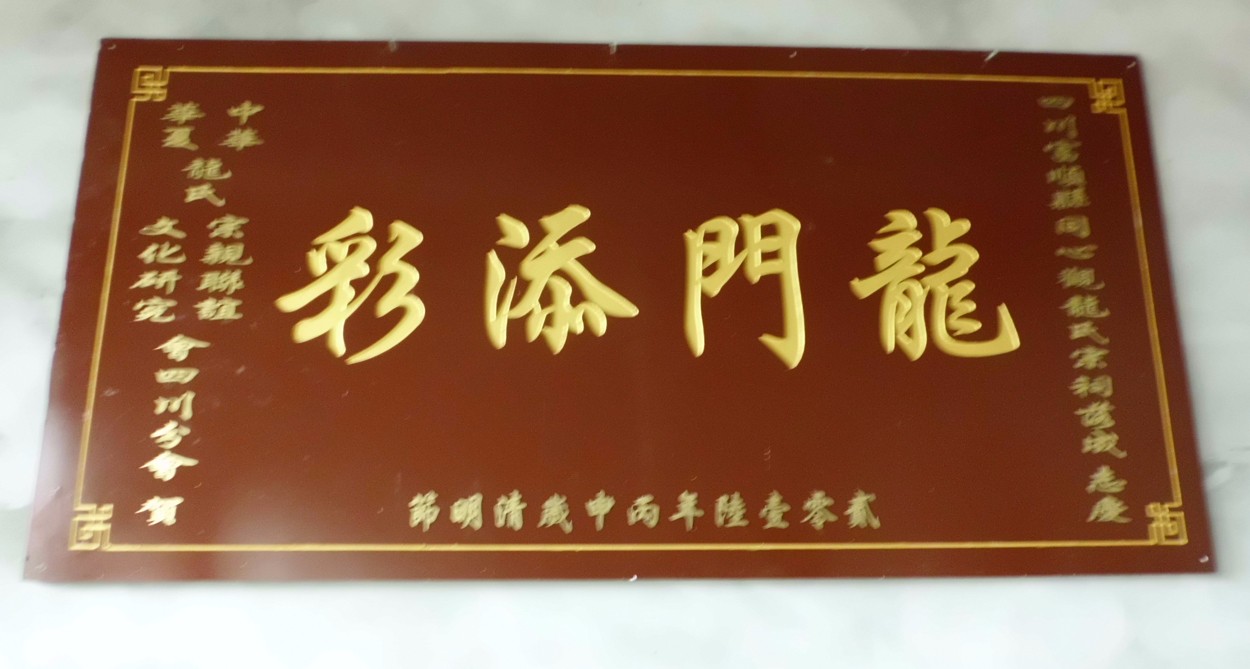 四川富順縣同心觀龍氏宗祠落成志慶
龍門添彩
貳零壹陸年丙申歲清明節
中華
華夏
龍氏
宗親聯誼
文化研究
會四川分會 賀